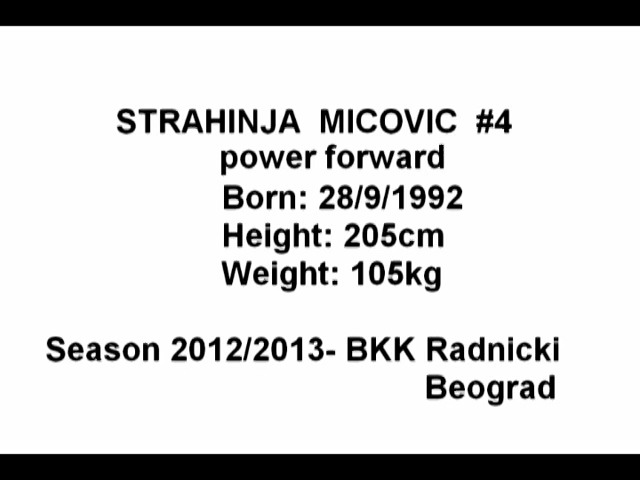 STRAHINJA MICOVIC #4
power forward
Born: 28/9/1992
Height: 205cm
Weight: 105kg
Season 2012/2013- BKK Radnicki
Beograd